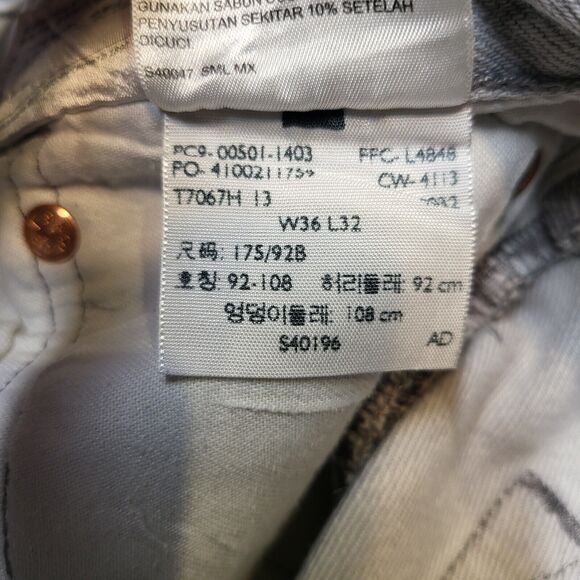 GUNAKAN SABUN
PENYUSUTAN SEKITAR 10% SETELAH
DICUCI
S40047 SML MX
PC9-00501-1403 FFC-L4848
PO-4100211759 CW-4113
T7067H 13
W36 L32
尺码: 175/92B
호칭 92-108 허리둘레: 92 cm
엉덩이둘레: 108 cm
S40196 AD